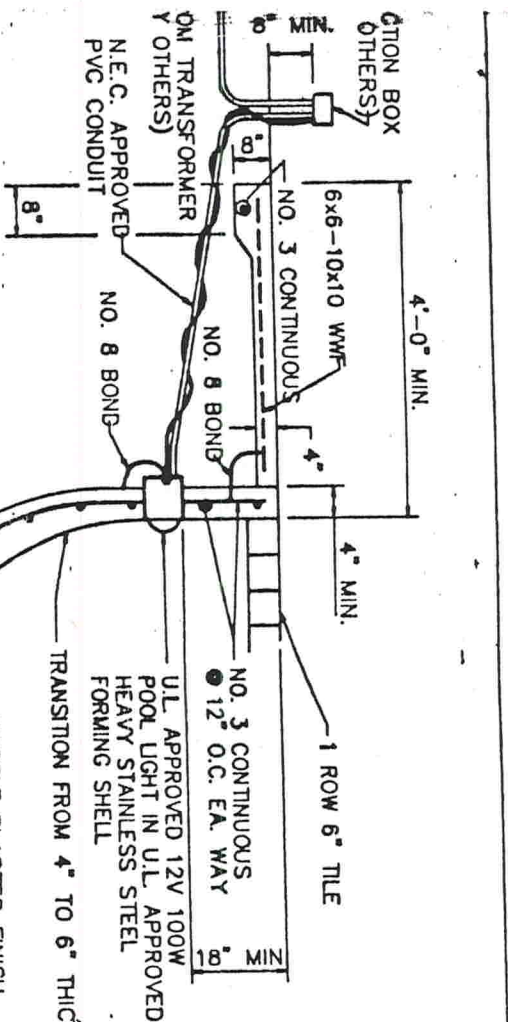 CTION BOX
OTHERS)
MIN.
4'-0" MIN.
6x6-10x10 WWF
NO. 3 CONTINUOUS
8"
4"
4" MIN.
1 ROW 6" TILE
OM TRANSFORMER
Y OTHERS)
N.E.C. APPROVED
PVC CONDUIT
8"
NO. 8 BOND
NO. 8 BOND
NO. 3 CONTINUOUS
@ 12" O.C. EA. WAY
18" MIN
U.L. APPROVED 12V 100W
POOL LIGHT IN U.L. APPROVED
HEAVY STAINLESS STEEL
FORMING SHELL
TRANSITION FROM 4" TO 6" THIC